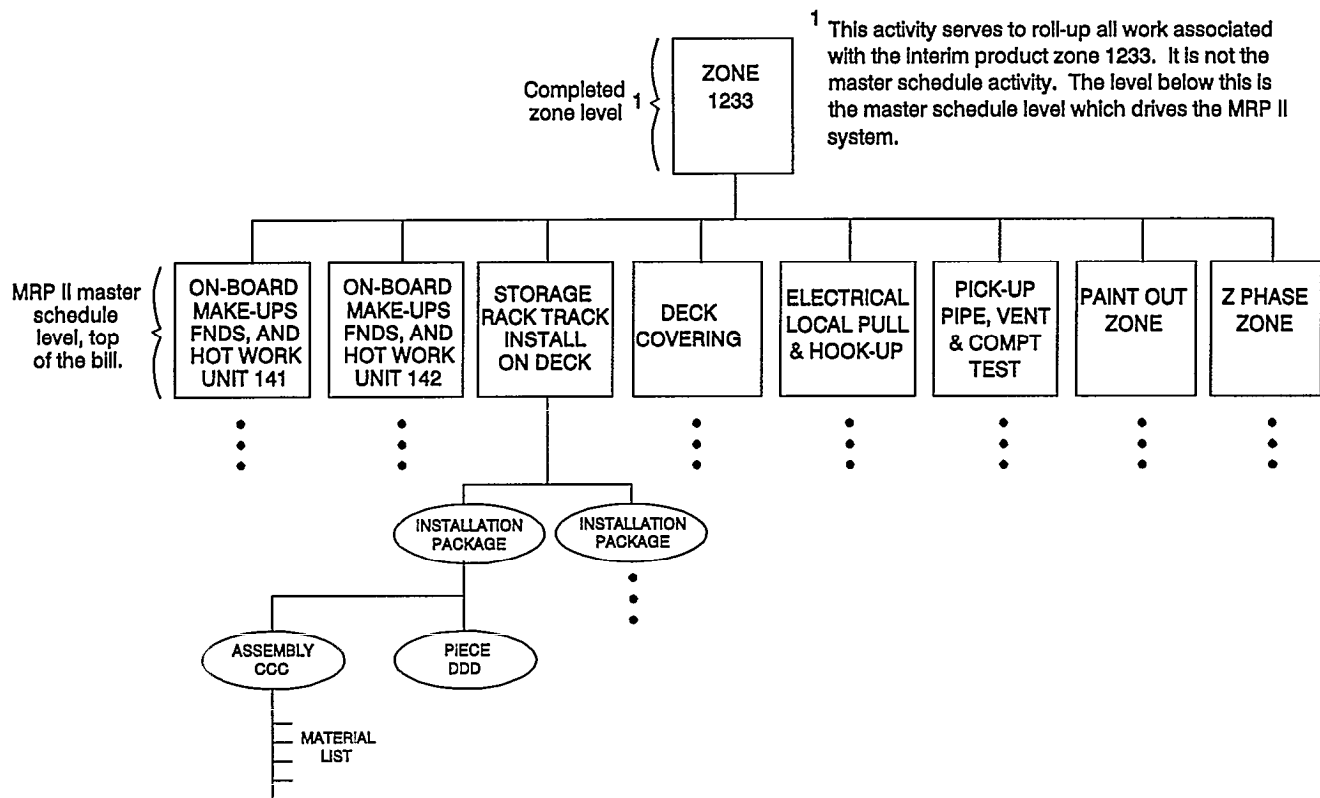 ZONE
1233
Completed
zone level 1
1 This activity serves to roll-up all work associated
with the interim product zone 1233. It is not the
master schedule activity. The level below this is
the master schedule level which drives the MRP II
system.
MRP II master
schedule
level, top
of the bill.
ON-BOARD
MAKE-UPS
FNDS, AND
HOT WORK
UNIT 141
ON-BOARD
MAKE-UPS
FNDS, AND
HOT WORK
UNIT 142
STORAGE
RACK TRACK
INSTALL
ON DECK
DECK
COVERING
ELECTRICAL
LOCAL PULL
& HOOK-UP
PICK-UP
PIPE, VENT
& COMPT
TEST
PAINT OUT
ZONE
Z PHASE
ZONE
INSTALLATION
PACKAGE
INSTALLATION
PACKAGE
ASSEMBLY
CCC
PIECE
DDD
MATERIAL
LIST